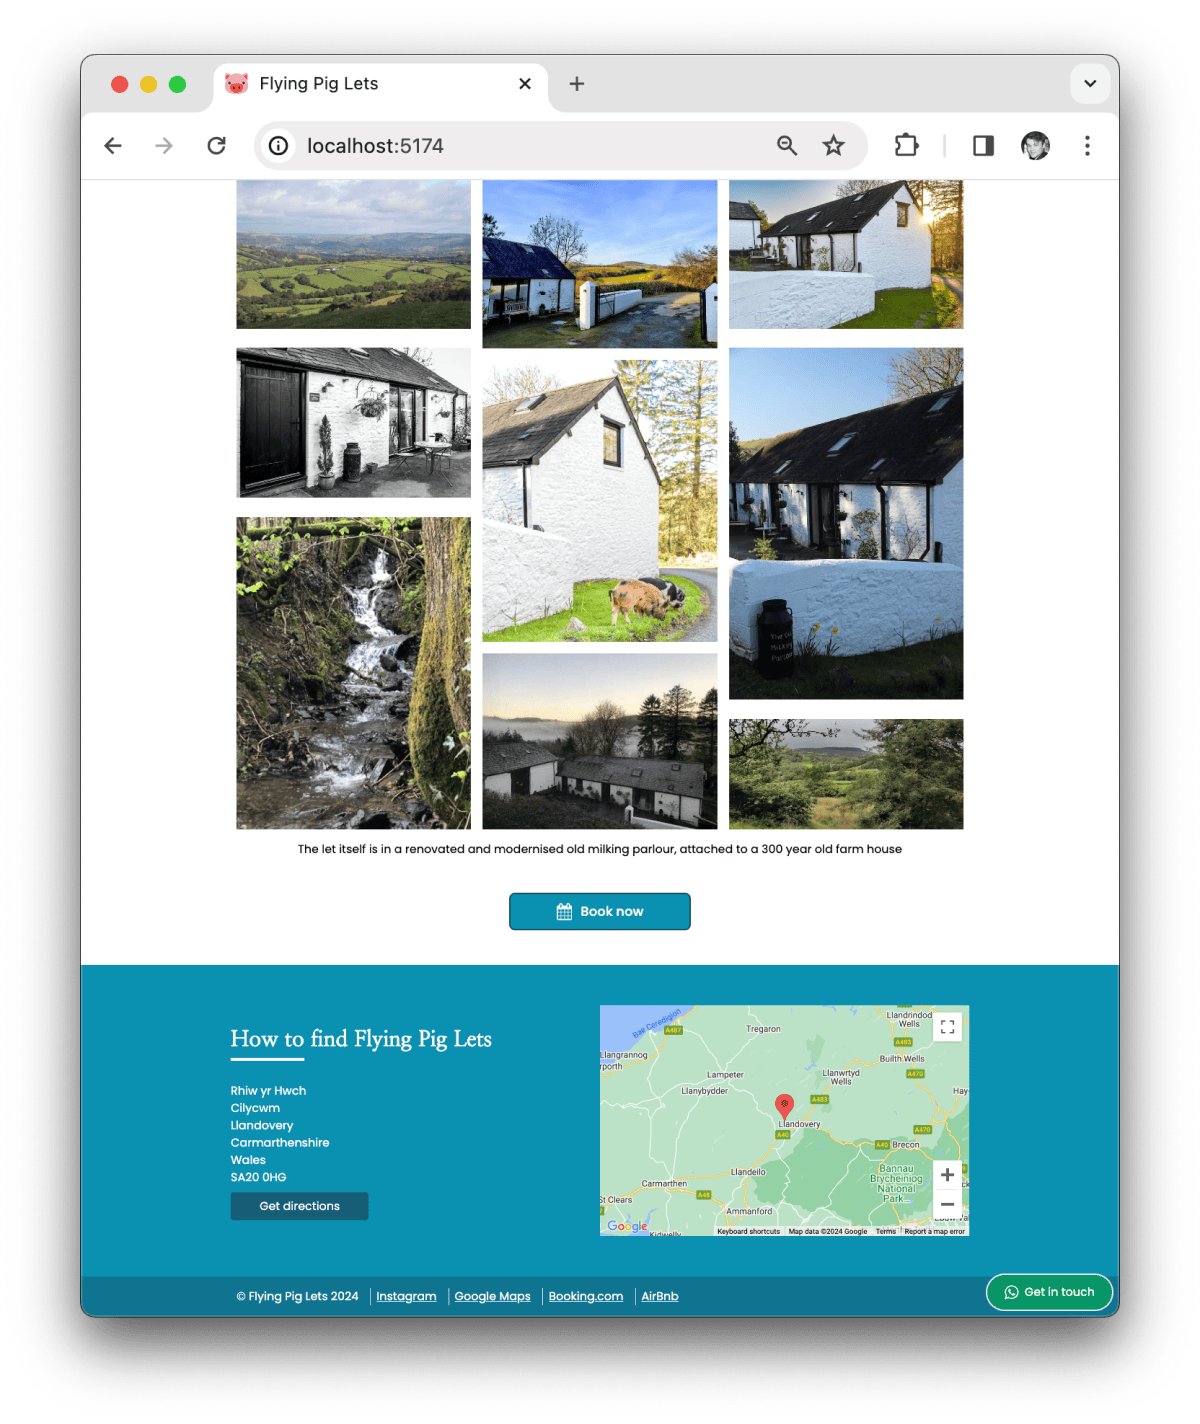 Flying Pig Lets
localhost:5174
The let itself is in a renovated and modernised old milking parlour, attached to a 300 year old farm house
Book now
How to find Flying Pig Lets
Rhiw yr Hwch
Cilycwm
Llandovery
Carmarthenshire
Wales
SA20 0HG
Get directions
Bae Ceredigion
A487
Tregaron
Llandrindod
Wells
A483
Llangrannog
Builth Wells
Lampeter
Llanwrtyd
Wells
A470
Llanybydder
Hay
A483
Llandovery
A40
A470
Brecon
Bannau
Brycheiniog
National
Park...
Llandeilo
Carmarthen
A48
St Clears
Ammanford
Kidwelly
Google
Keyboard shortcuts
Map data ©2024 Google
Terms
Report a map error
© Flying Pig Lets 2024
Instagram
Google Maps
Booking.com
AirBnb
Get in touch